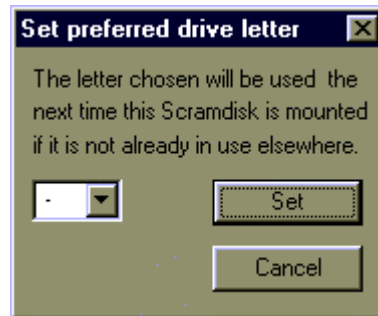 Set preferred drive letter
The letter chosen will be used the
next time this Scramdisk is mounted
if it is not already in use elsewhere.
-
Set
Cancel